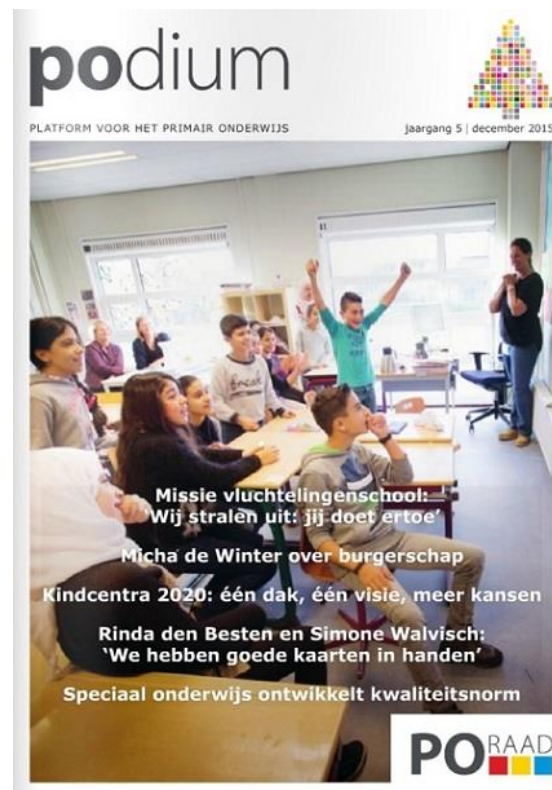 podium
PLATFORM VOOR HET PRIMAIR ONDERWIJS
jaargang 5 | december 2015
Missie vluchtelingenschool:
‘Wij stralen uit: jij doet ertoe’
Micha de Winter over burgerschap
Kindcentra 2020: één dak, één visie, meer kansen
Rinda den Besten en Simone Walvisch:
‘We hebben goede kaarten in handen’
Speciaal onderwijs ontwikkelt kwaliteitsnorm
PORAAD